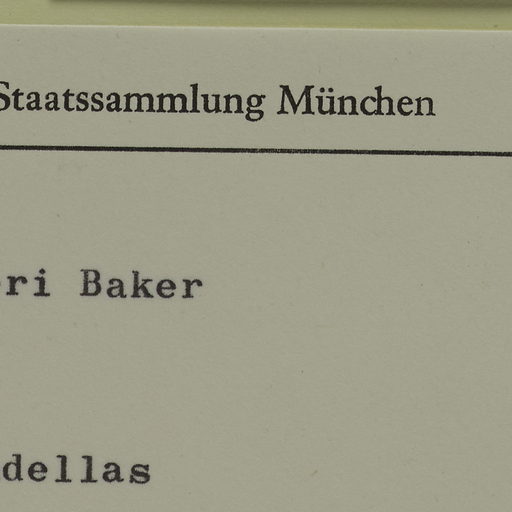 Staatssammlung München
ri Baker
dellas